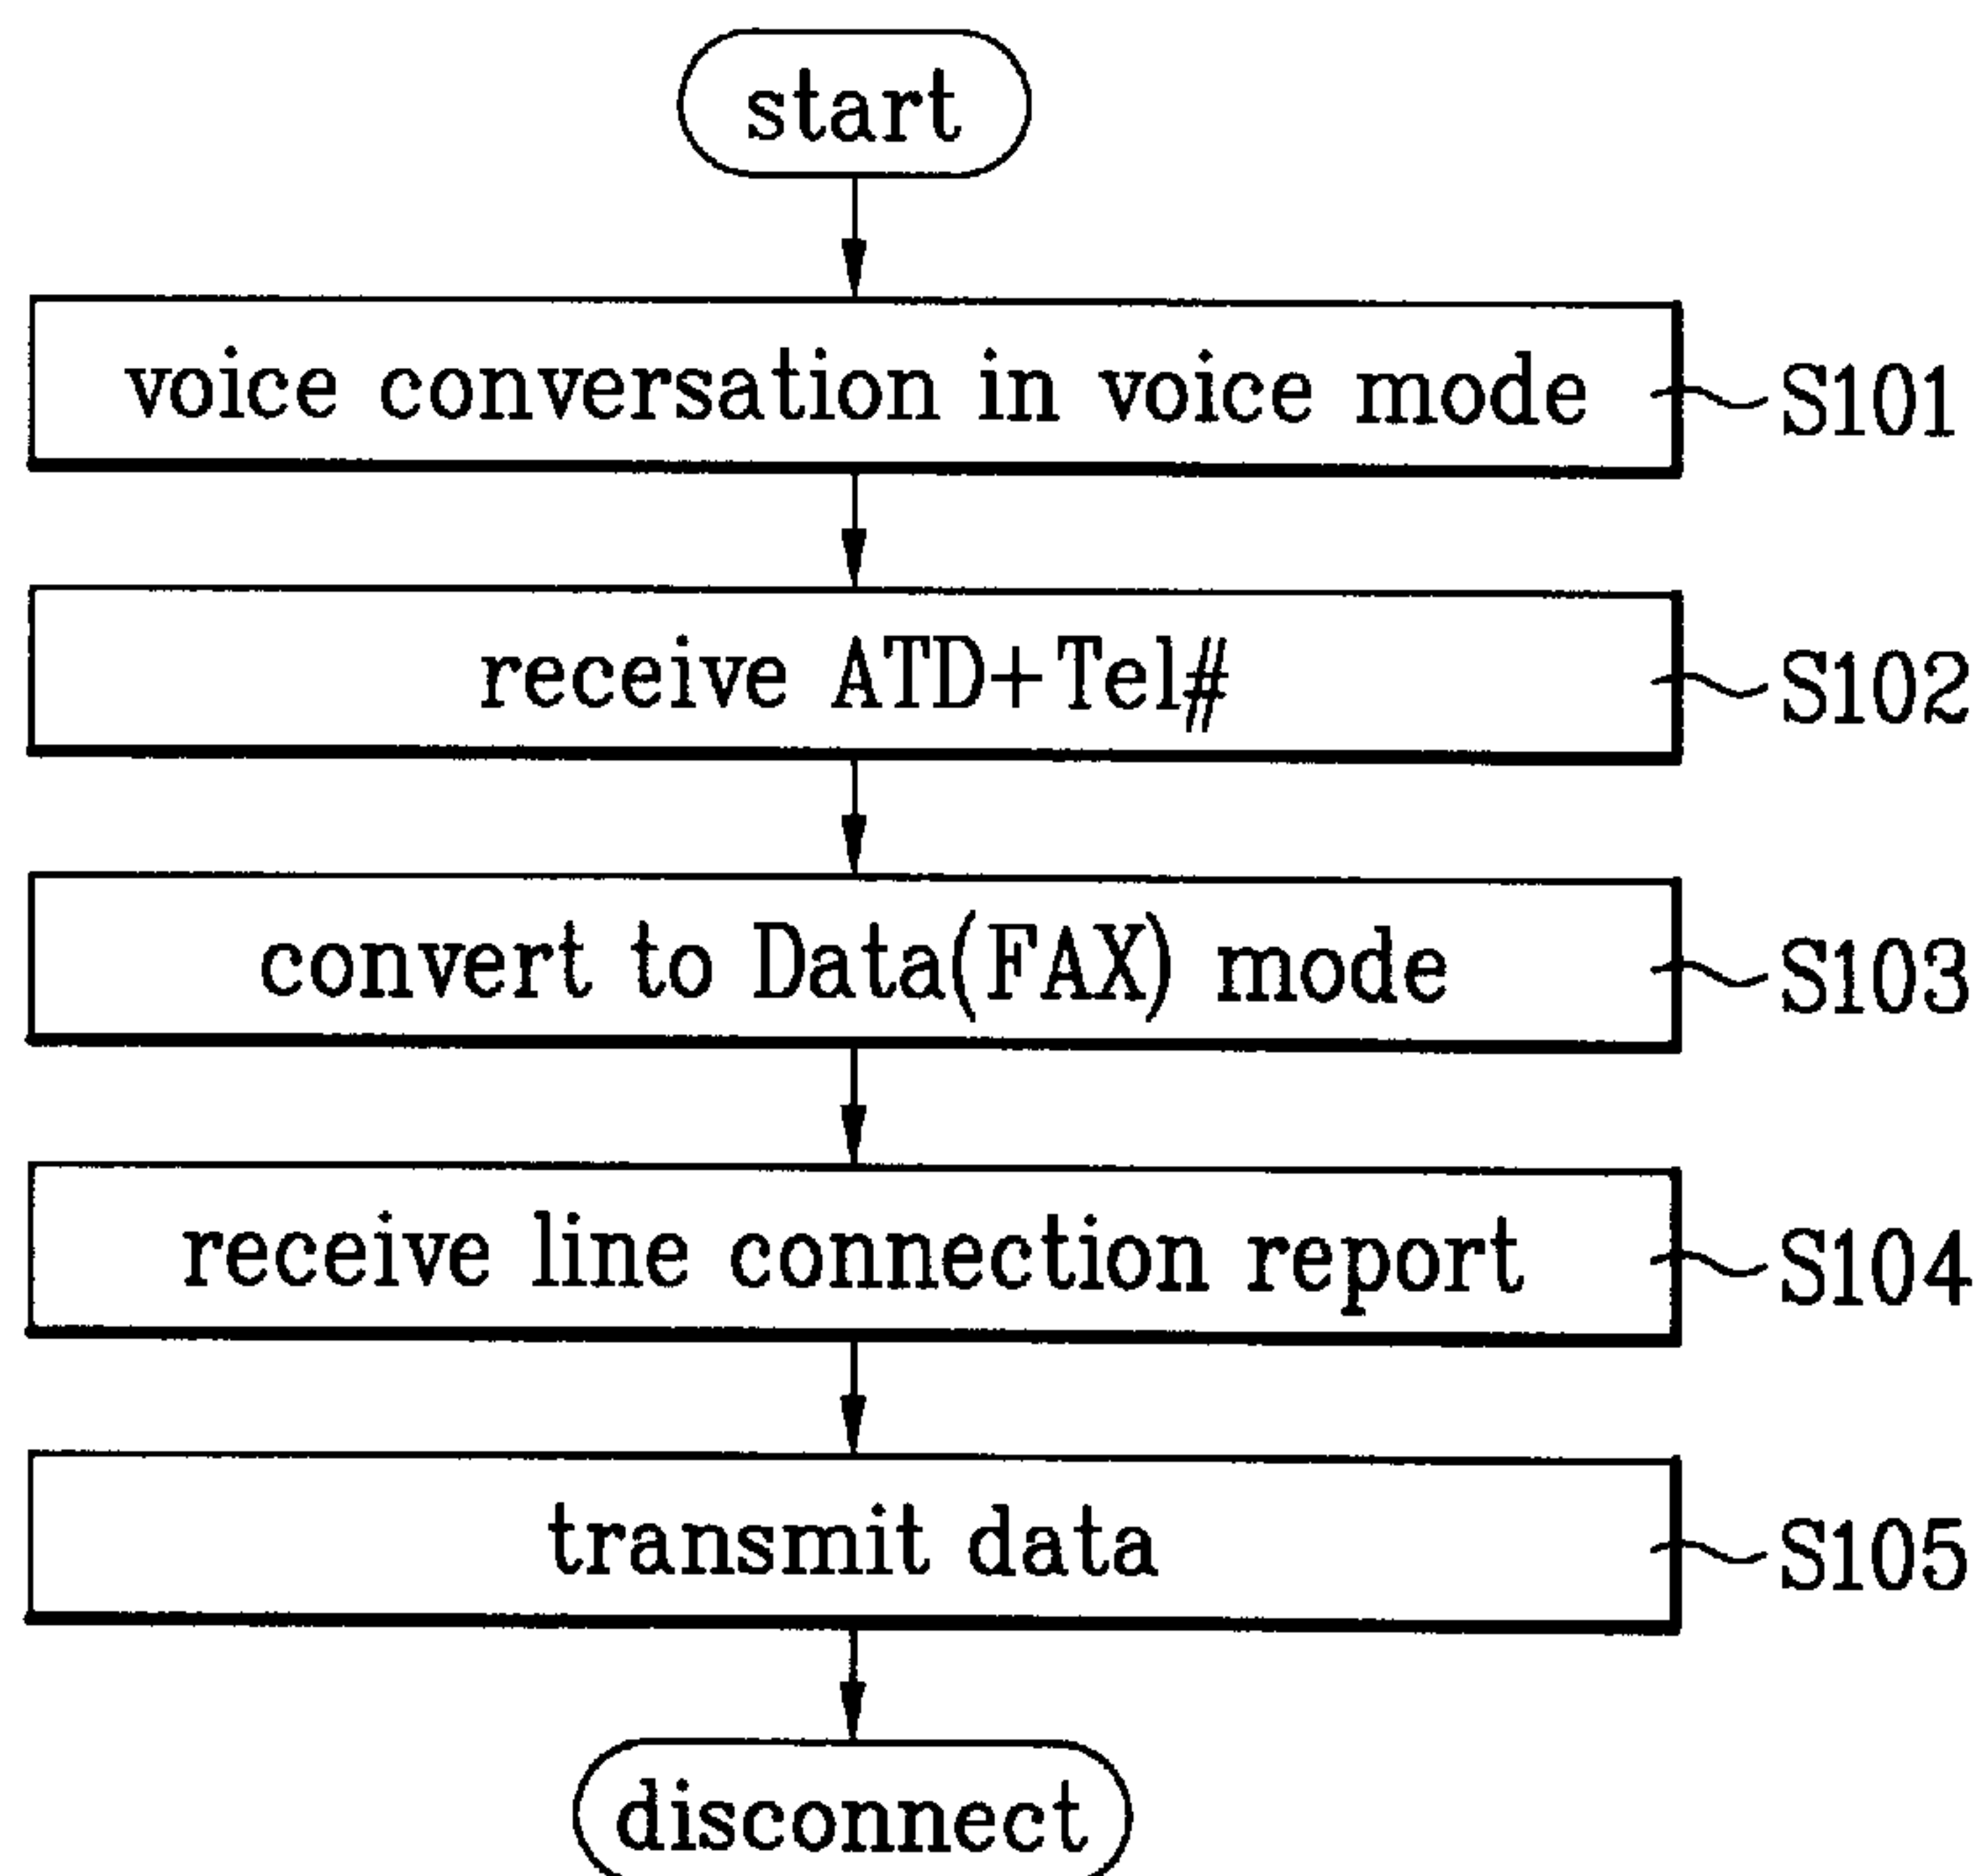 start
voice conversation in voice mode S101
receive ATD+Tel# S102
convert to Data(FAX) mode S103
receive line connection report S104
transmit data S105
disconnect